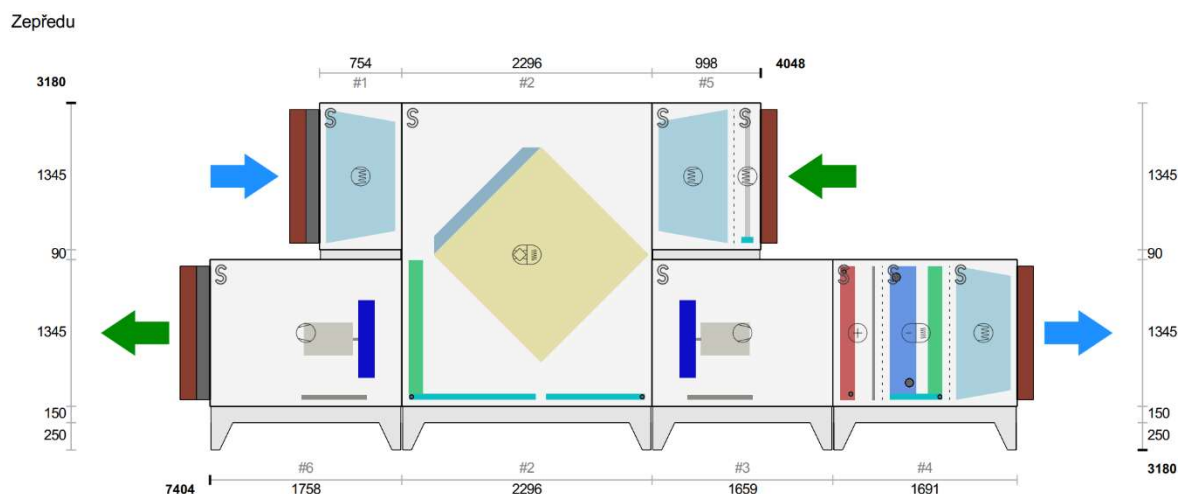 Zepředu
754 2296 998 4048
3180 #1 #2 #5
S S S S
1345 1345
90 90
S S S S
1345 1345
150 150
250 250
#6 #2 #3 #4 3180
7404 1758 2296 1659 1691